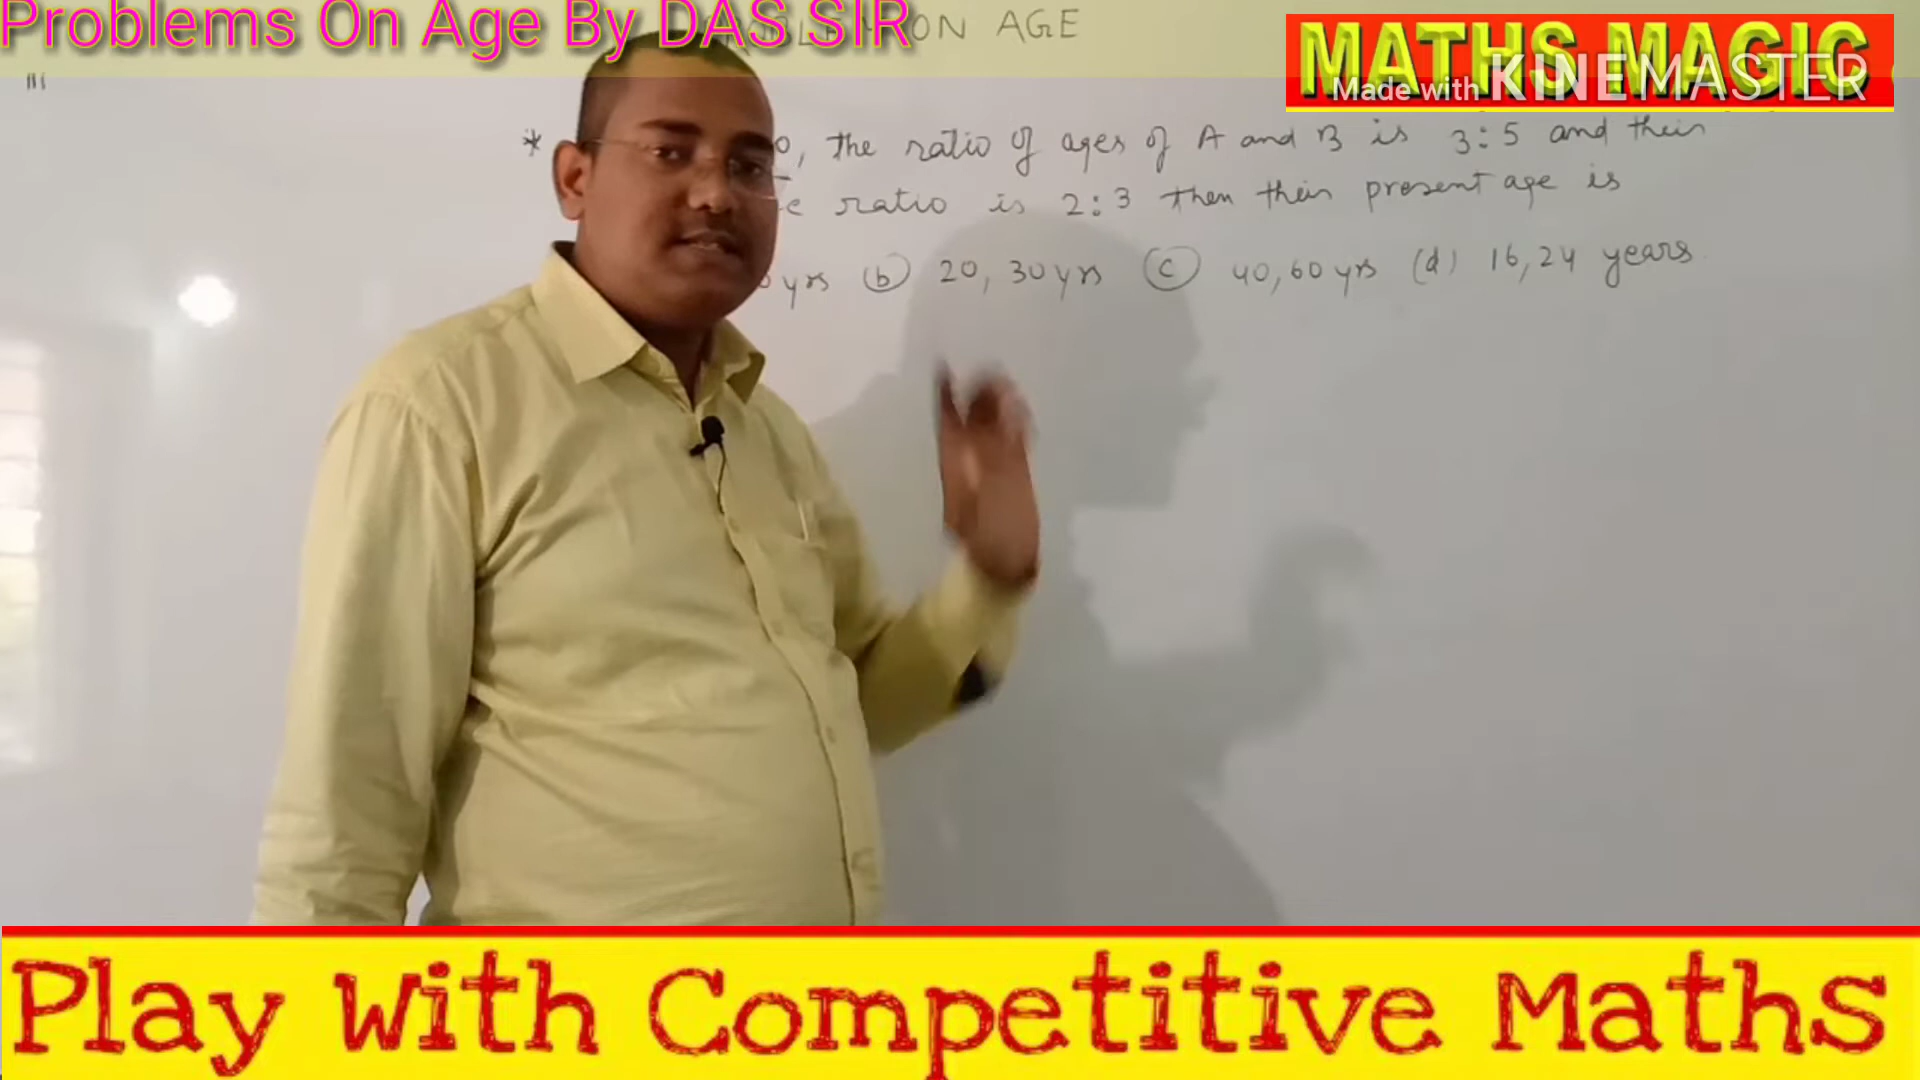 Problems On Age By DAS SIR
ON AGE
MATHS MAGIC
Made with KINEMASTER
* , the ratio of ages of A and B is 3:5 and their
ratio is 2:3 then their present age is
yrs (b) 20, 30 yrs (c) 40, 60 yrs (d) 16, 24 years
Play With Competitive Maths